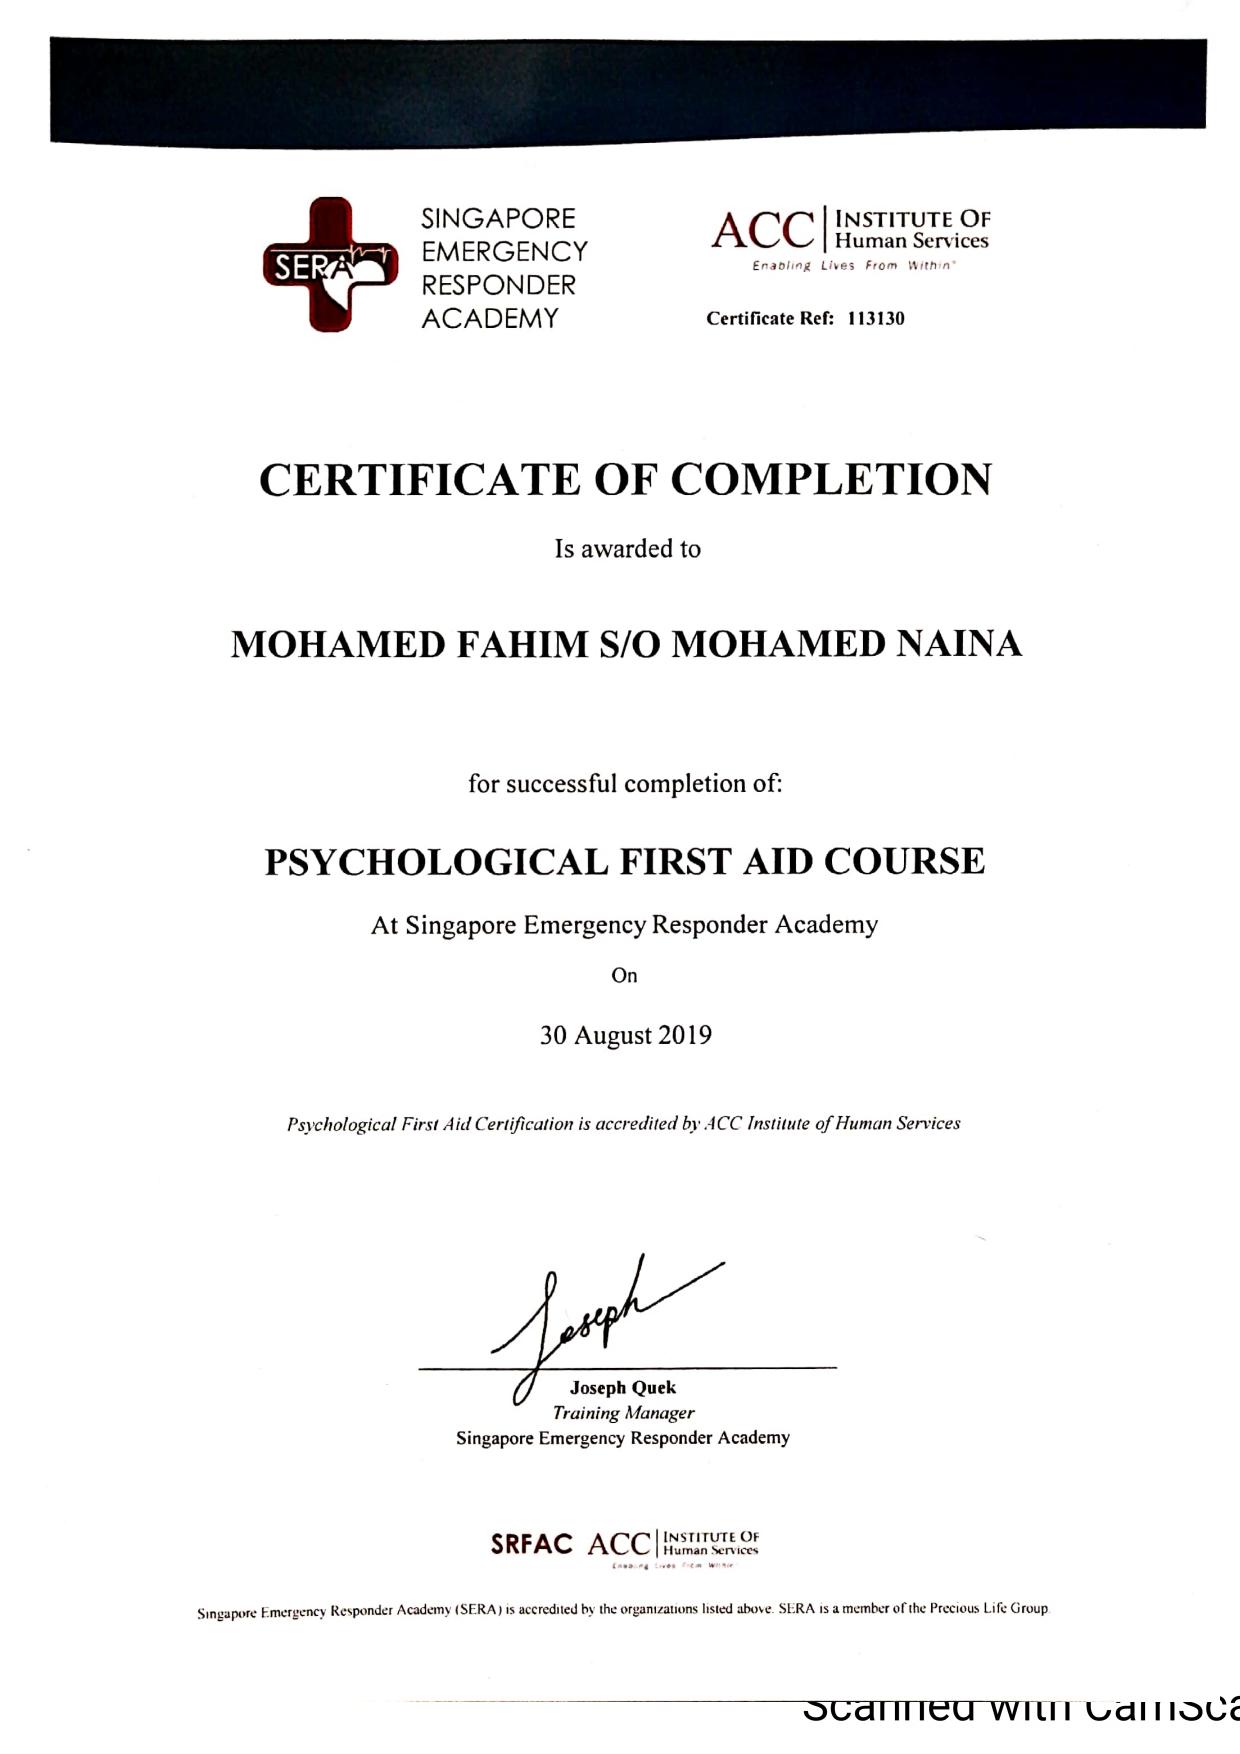 SERA
SINGAPORE
EMERGENCY
RESPONDER
ACADEMY
ACC INSTITUTE OF
Human Services
Enabling Lives From Within®
Certificate Ref: 113130
CERTIFICATE OF COMPLETION
Is awarded to
MOHAMED FAHIM S/O MOHAMED NAINA
for successful completion of:
PSYCHOLOGICAL FIRST AID COURSE
At Singapore Emergency Responder Academy
On
30 August 2019
Psychological First Aid Certification is accredited by ACC Institute of Human Services
Joseph
Joseph Quek
Training Manager
Singapore Emergency Responder Academy
SRFAC ACC INSTITUTE OF
Human Services
Enabling Lives From Within
Singapore Emergency Responder Academy (SERA) is accredited by the organizations listed above. SERA is a member of the Precious Life Group.
Scanned with CamSca